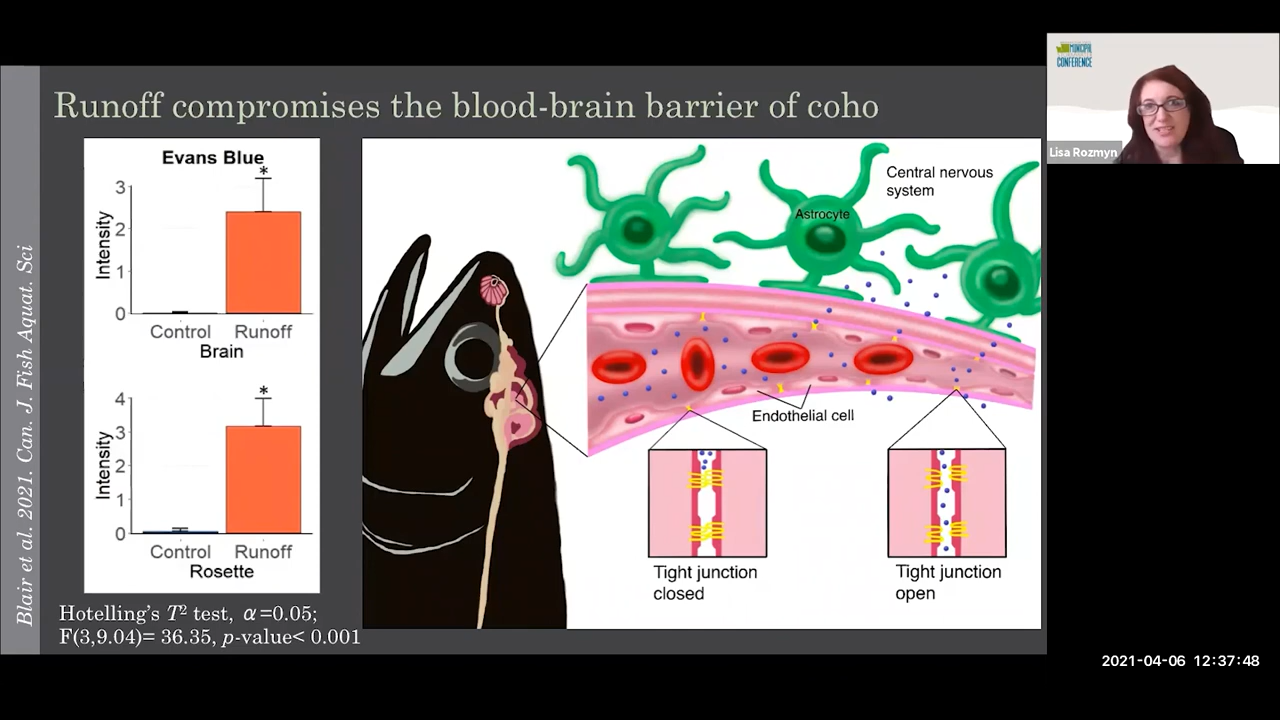 Runoff compromises the blood-brain barrier of coho
Blair et al. 2021. Can. J. Fish Aquat. Sci
Evans Blue
*
3
2
1
0
Intensity
Control Runoff
Brain
*
4
3
2
1
0
Intensity
Control Runoff
Rosette
Hotelling's T² test, α=0.05;
F(3,9.04)= 36.35, p-value< 0.001
Central nervous
system
Astrocyte
Endothelial cell
Tight junction
closed
Tight junction
open
MUNICIPAL
CONFERENCE
Lisa Rozmyn
2021-04-06 12:37:48